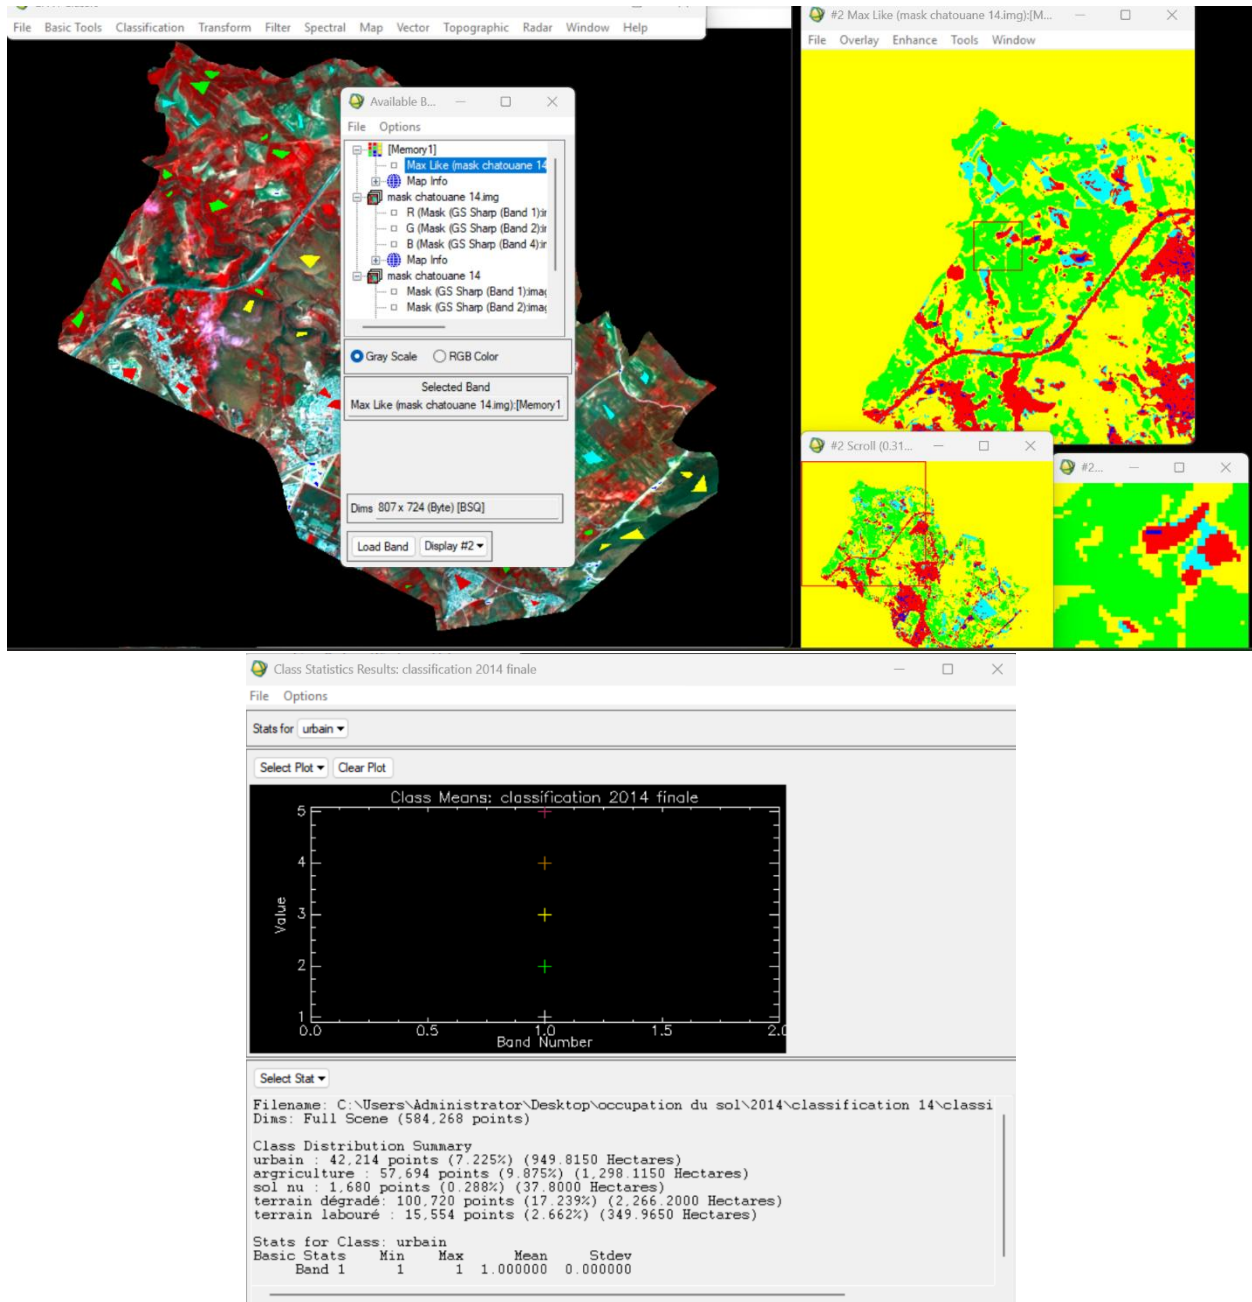 File Basic Tools Classification Transform Filter Spectral Map Vector Topographic Radar Window Help
#2 Max Like (mask chatouane 14.img):[M...
File Overlay Enhance Tools Window
Available B...
File Options
[Memory1]
Max Like (mask chatouane 14
Map Info
mask chatouane 14.img
R (Mask (GS Sharp (Band 1):ir
G (Mask (GS Sharp (Band 2):ir
B (Mask (GS Sharp (Band 4):ir
Map Info
mask chatouane 14
Mask (GS Sharp (Band 1):imag
Mask (GS Sharp (Band 2):imag
Gray Scale RGB Color
Selected Band
Max Like (mask chatouane 14.img):[Memory1
Dims 807 x 724 (Byte) [BSQ]
Load Band Display #2
#2 Scroll (0.31...
#2...
Class Statistics Results: classification 2014 finale
File Options
Stats for urbain
Select Plot Clear Plot
Class Means: classification 2014 finale
5
4
3
2
1
Value
0.0 0.5 1.0 1.5 2.0
Band Number
Select Stat
Filename: C:\Users\Administrator\Desktop\occupation du sol\2014\classification 14\classi
Dims: Full Scene (584,268 points)
Class Distribution Summary
urbain : 42,214 points (7.225%) (949.8150 Hectares)
argriculture : 57,694 points (9.875%) (1,298.1150 Hectares)
sol nu : 1,680 points (0.288%) (37.8000 Hectares)
terrain dégradé: 100,720 points (17.239%) (2,266.2000 Hectares)
terrain labouré : 15,554 points (2.662%) (349.9650 Hectares)
Stats for Class: urbain
Basic Stats Min Max Mean Stdev
Band 1 1 1 1.000000 0.000000